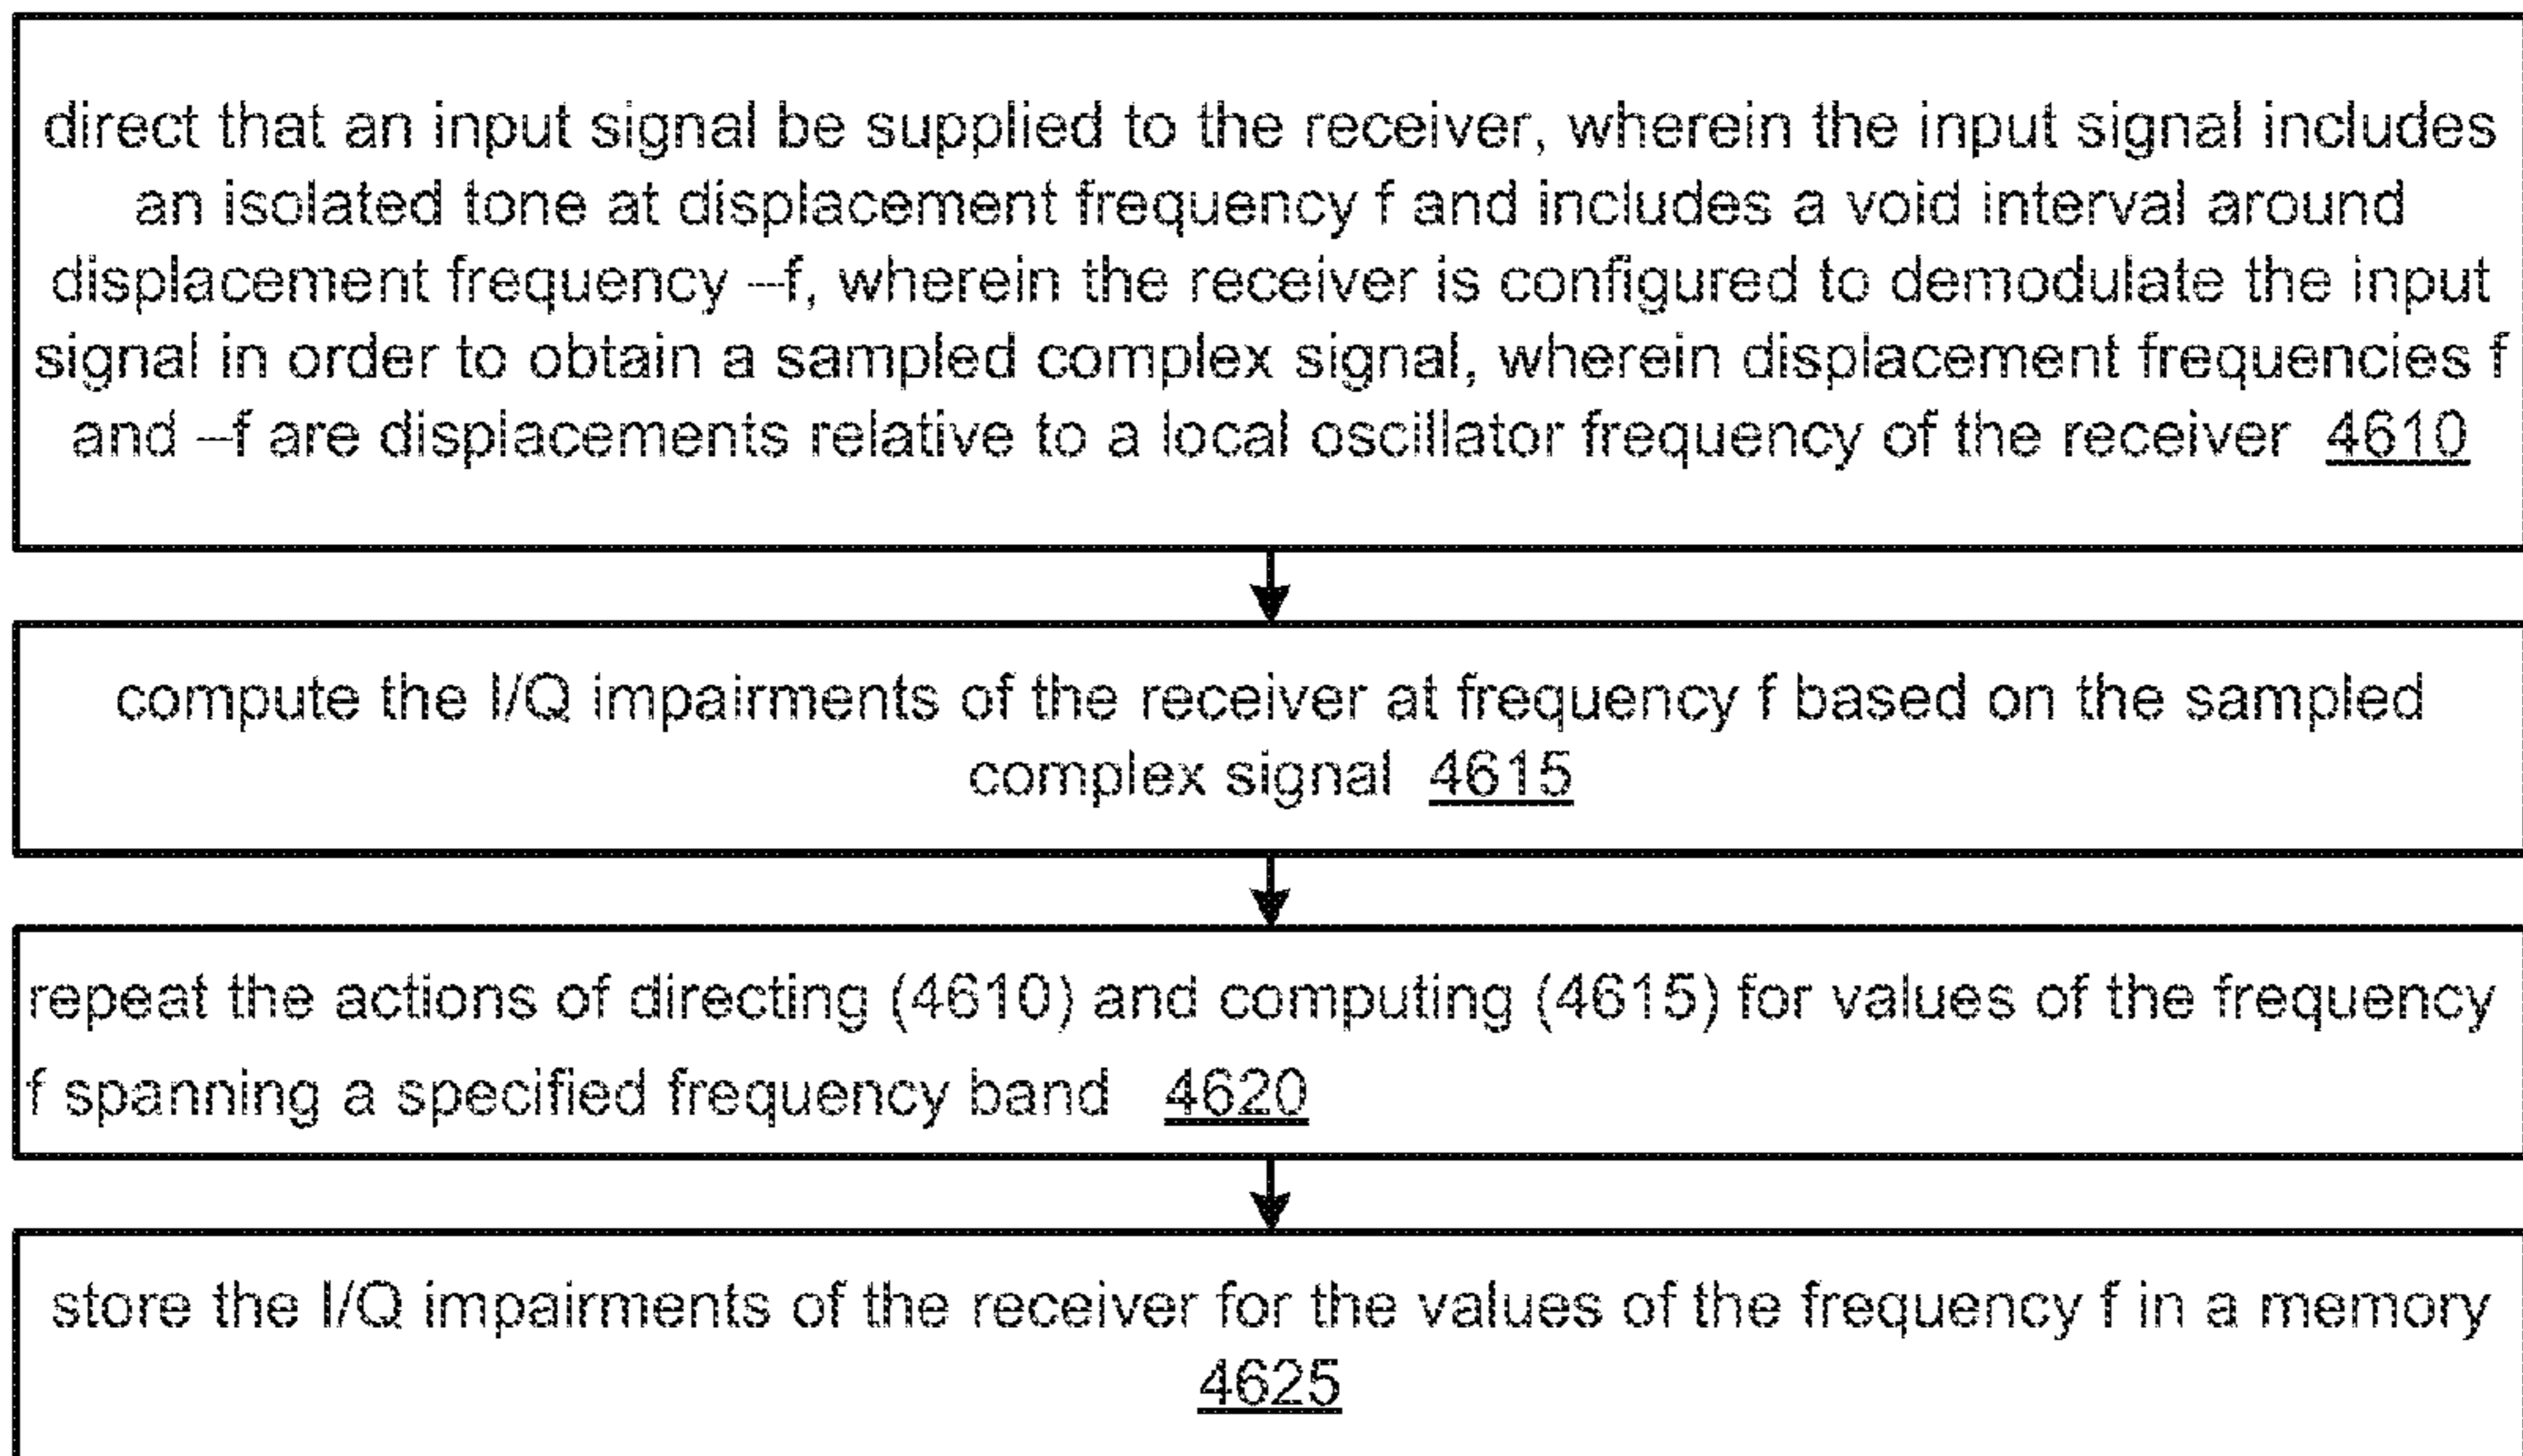 direct that an input signal be supplied to the receiver, wherein the input signal includes
an isolated tone at displacement frequency f and includes a void interval around
displacement frequency –f, wherein the receiver is configured to demodulate the input
signal in order to obtain a sampled complex signal, wherein displacement frequencies f
and –f are displacements relative to a local oscillator frequency of the receiver 4610
compute the I/Q impairments of the receiver at frequency f based on the sampled
complex signal 4615
repeat the actions of directing (4610) and computing (4615) for values of the frequency
f spanning a specified frequency band 4620
store the I/Q impairments of the receiver for the values of the frequency f in a memory
4625